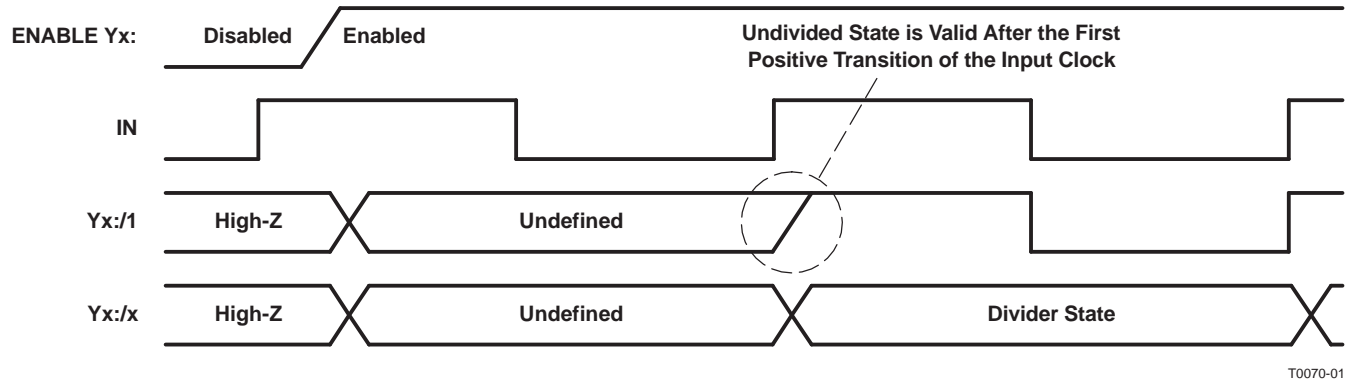 ENABLE Yx: Disabled Enabled
Undivided State is Valid After the First
Positive Transition of the Input Clock
IN
Yx:/1 High-Z Undefined
Yx:/x High-Z Undefined Divider State
T0070-01